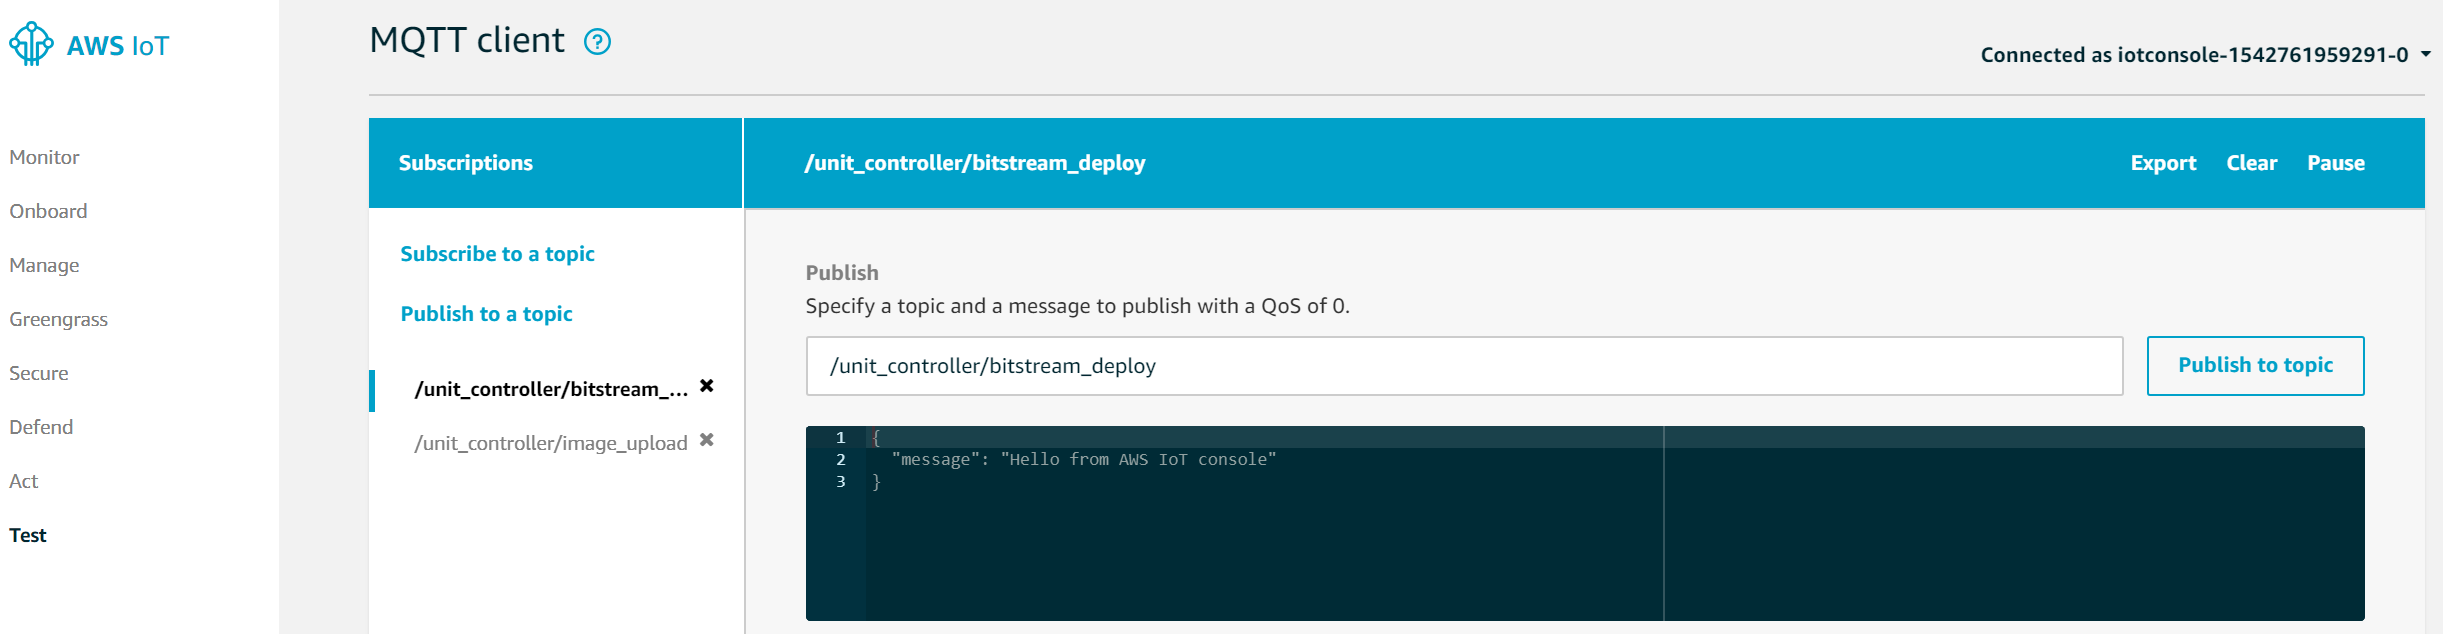 AWS IoT
Monitor
Onboard
Manage
Greengrass
Secure
Defend
Act
Test
MQTT client ?
Connected as iotconsole-1542761959291-0
Subscriptions
Subscribe to a topic
Publish to a topic
/unit_controller/bitstream_...
/unit_controller/image_upload
/unit_controller/bitstream_deploy
Export Clear Pause
Publish
Specify a topic and a message to publish with a QoS of 0.
/unit_controller/bitstream_deploy
Publish to topic
1 {
2 "message": "Hello from AWS IoT console"
3 }